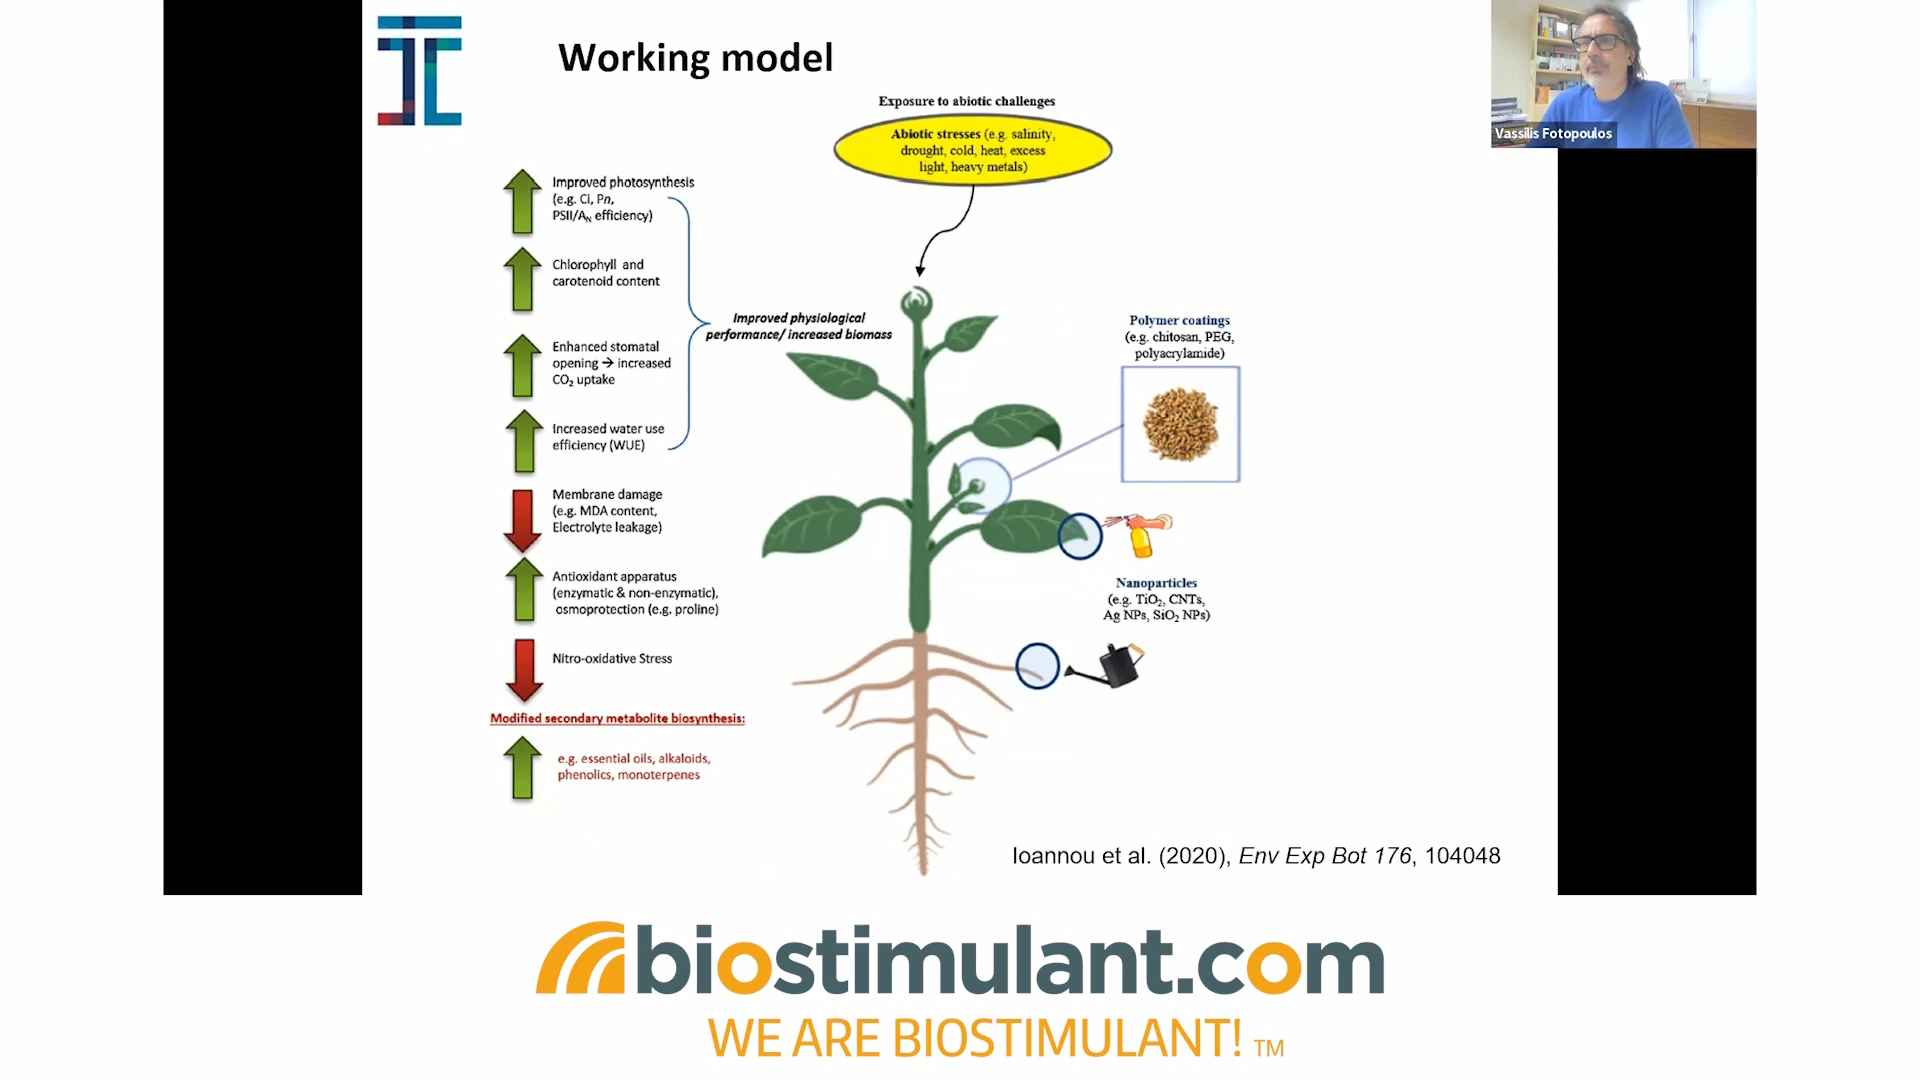 Working model
Vassilis Fotopoulos
Exposure to abiotic challenges
Abiotic stresses (e.g. salinity,
drought, cold, heat, excess
light, heavy metals)
Improved photosynthesis
(e.g. Ci, Pn,
PSII/A_N efficiency)
Chlorophyll and
carotenoid content
Enhanced stomatal
opening → increased
CO₂ uptake
Increased water use
efficiency (WUE)
Improved physiological
performance/ increased biomass
Membrane damage
(e.g. MDA content,
Electrolyte leakage)
Antioxidant apparatus
(enzymatic & non-enzymatic),
osmoprotection (e.g. proline)
Nitro-oxidative Stress
Modified secondary metabolite biosynthesis:
e.g. essential oils, alkaloids,
phenolics, monoterpenes
Polymer coatings
(e.g. chitosan, PEG,
polyacrylamide)
Nanoparticles
(e.g. TiO₂, CNTs,
Ag NPs, SiO₂ NPs)
Ioannou et al. (2020), Env Exp Bot 176, 104048
biostimulant.com
WE ARE BIOSTIMULANT! TM